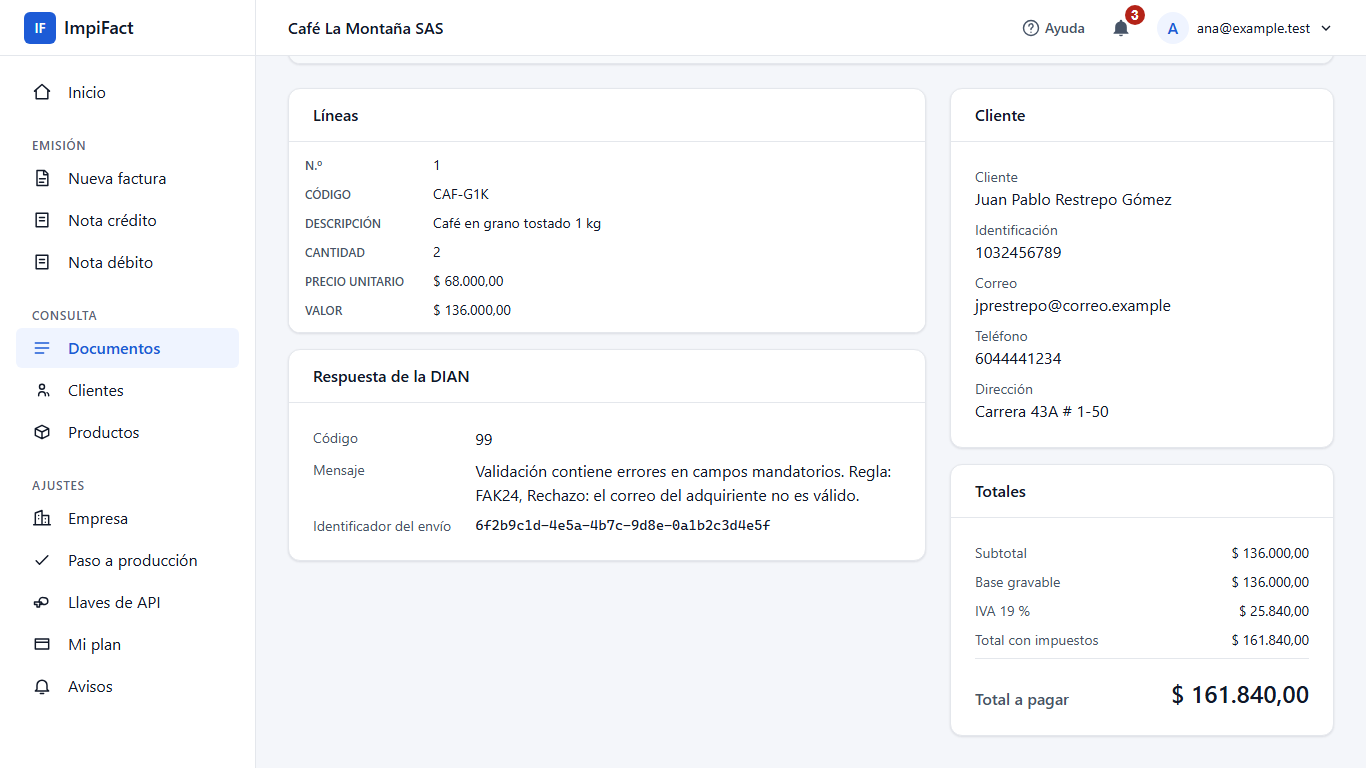 IF ImpiFact
Café La Montaña SAS
Ayuda
3
A
ana@example.test
Inicio
EMISIÓN
Nueva factura
Nota crédito
Nota débito
CONSULTA
Documentos
Clientes
Productos
AJUSTES
Empresa
Paso a producción
Llaves de API
Mi plan
Avisos
Líneas
N.º 1
CÓDIGO CAF-G1K
DESCRIPCIÓN Café en grano tostado 1 kg
CANTIDAD 2
PRECIO UNITARIO $ 68.000,00
VALOR $ 136.000,00
Respuesta de la DIAN
Código 99
Mensaje Validación contiene errores en campos mandatorios. Regla:
FAK24, Rechazo: el correo del adquiriente no es válido.
Identificador del envío 6f2b9c1d-4e5a-4b7c-9d8e-0a1b2c3d4e5f
Cliente
Cliente
Juan Pablo Restrepo Gómez
Identificación
1032456789
Correo
jprestrepo@correo.example
Teléfono
6044441234
Dirección
Carrera 43A # 1-50
Totales
Subtotal $ 136.000,00
Base gravable $ 136.000,00
IVA 19 % $ 25.840,00
Total con impuestos $ 161.840,00
Total a pagar $ 161.840,00